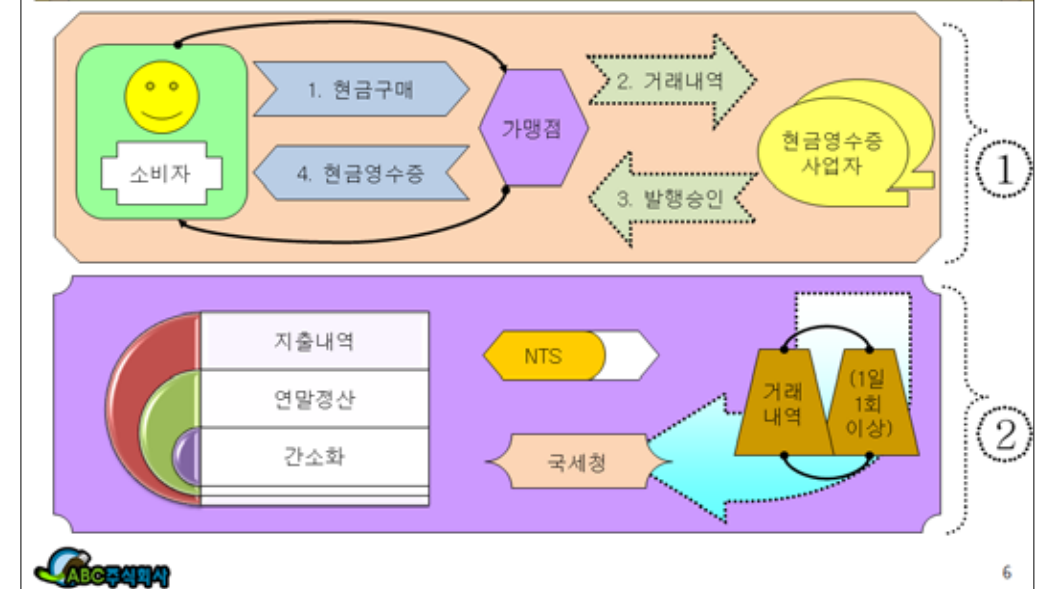 1. 현금구매
2. 거래내역
가맹점
현금영수증
사업자
소비자
4. 현금영수증
3. 발행승인
1
지출내역
연말정산
간소화
NTS
국세청
거래
내역
(1일
1회
이상)
2
ABC주식회사
6